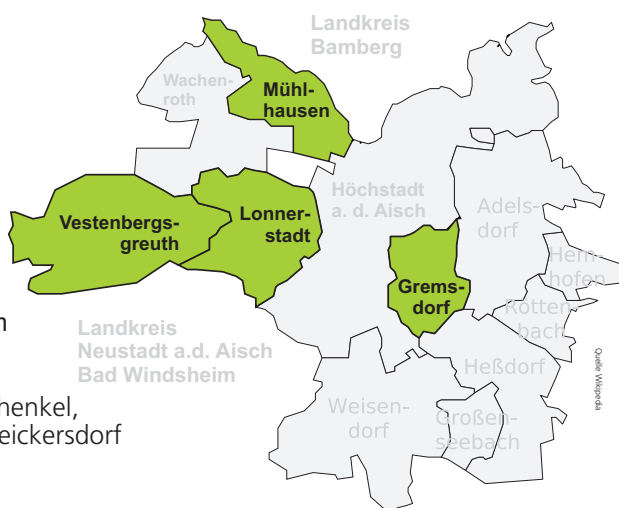 Landkreis
Bamberg
Wachen-
roth
Mühl-
hausen
Höchstadt
a. d. Aisch
Adels-
dorf
Vestenbergs-
greuth
Lonner-
stadt
Grems-
dorf
Hem-
hofen
Rötten-
bach
Landkreis
Neustadt a.d. Aisch
Bad Windsheim
Heßdorf
Quelle Wikipedia
Weisen-
dorf
Großen-
seebach
henkel,
eickersdorf